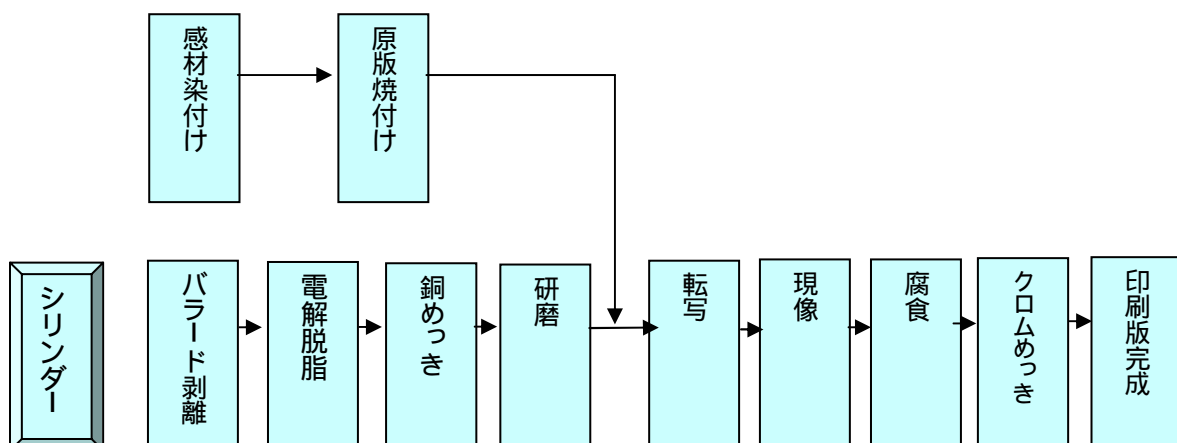 感材染付け
原版焼付け
シリンダー
バラード剥離
電解脱脂
銅めっき
研磨
転写
現像
腐食
クロムめっき
印刷版完成